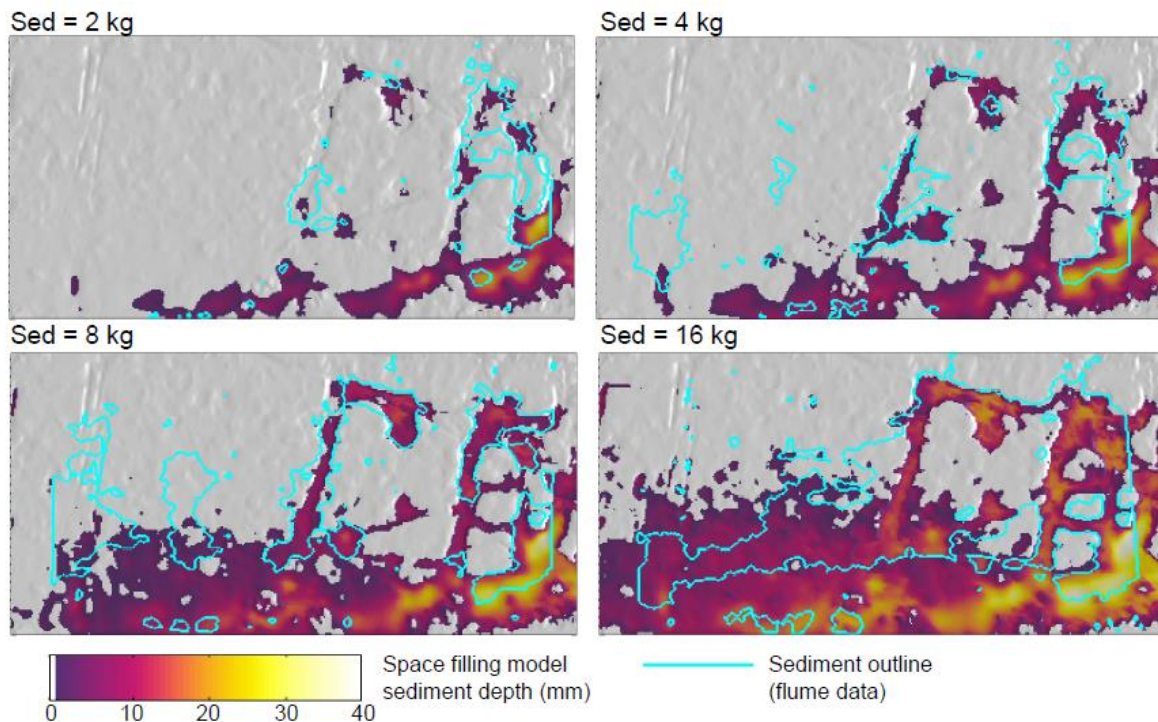 Sed = 2 kg
Sed = 4 kg
Sed = 8 kg
Sed = 16 kg
0 10 20 30 40
Space filling model
sediment depth (mm)
Sediment outline
(flume data)